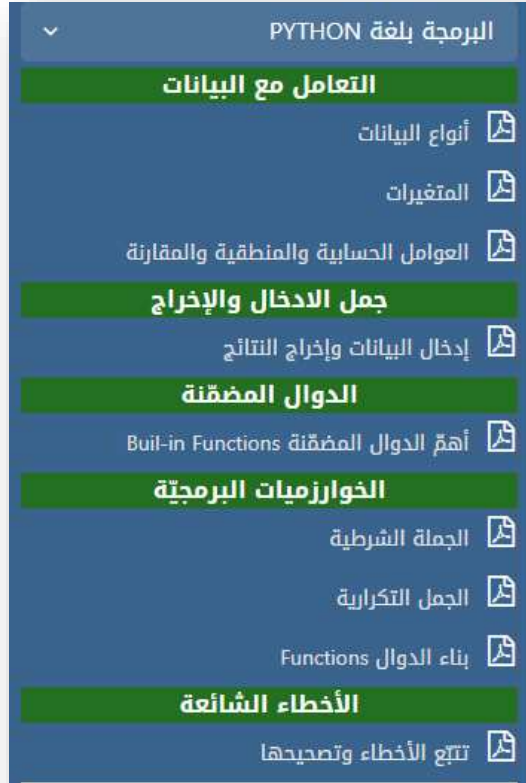 البرمجة بلغة PYTHON
التعامل مع البيانات
أنواع البيانات
المتغيرات
العوامل الحسابية والمنطقية والمقارنة
جمل الادخال والإخراج
إدخال البيانات وإخراج النتائج
الدوال المضمّنة
أهمّ الدوال المضمّنة Buil-in Functions
الخوارزميات البرمجيّة
الجملة الشرطية
الجمل التكرارية
بناء الدوال Functions
الأخطاء الشائعة
تتبّع الأخطاء وتصحيحها